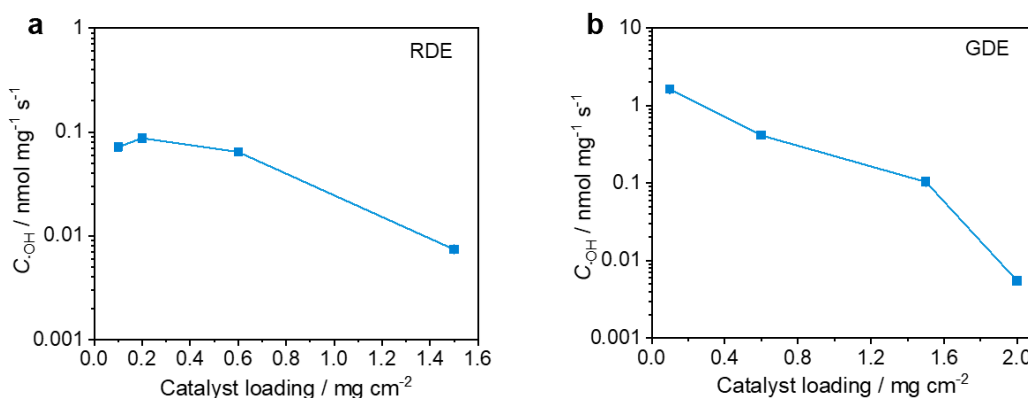 a
RDE
1
0.1
0.01
0.001
C·OH / nmol mg-1 s-1
0.0 0.2 0.4 0.6 0.8 1.0 1.2 1.4 1.6
Catalyst loading / mg cm-2
b
GDE
10
1
0.1
0.01
0.001
C·OH / nmol mg-1 s-1
0.0 0.4 0.8 1.2 1.6 2.0
Catalyst loading / mg cm-2